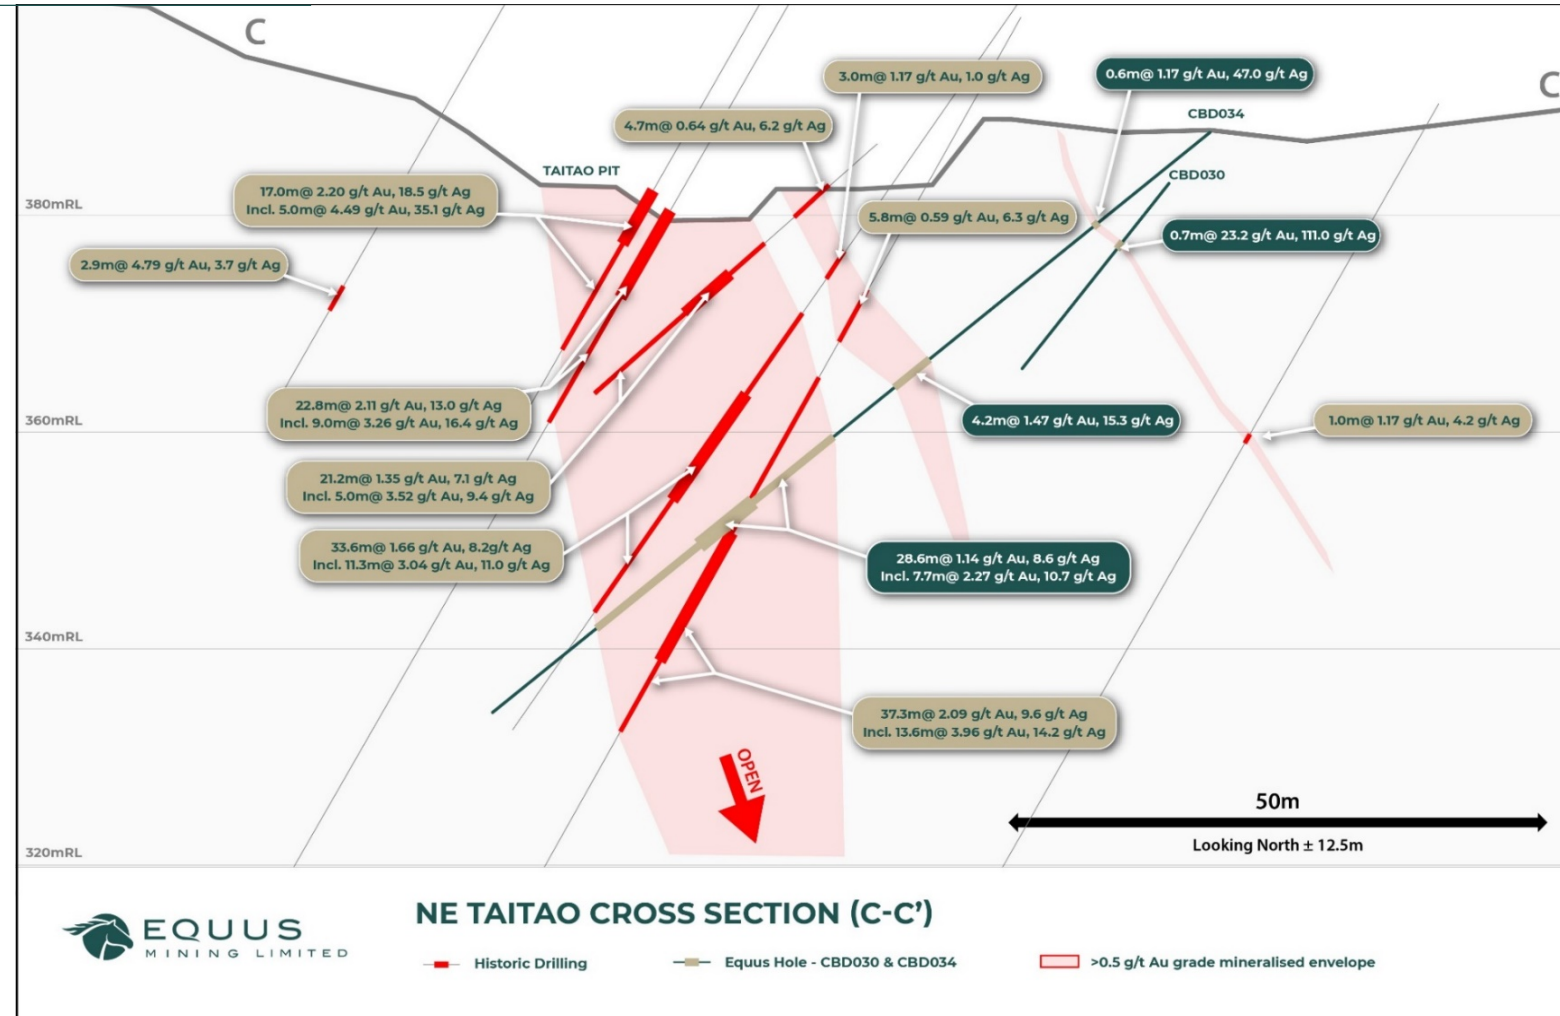 C
C
3.0m@ 1.17 g/t Au, 1.0 g/t Ag
0.6m@ 1.17 g/t Au, 47.0 g/t Ag
CBD034
4.7m@ 0.64 g/t Au, 6.2 g/t Ag
TAITAO PIT
CBD030
17.0m@ 2.20 g/t Au, 18.5 g/t Ag
Incl. 5.0m@ 4.49 g/t Au, 35.1 g/t Ag
380mRL
5.8m@ 0.59 g/t Au, 6.3 g/t Ag
0.7m@ 23.2 g/t Au, 111.0 g/t Ag
2.9m@ 4.79 g/t Au, 3.7 g/t Ag
22.8m@ 2.11 g/t Au, 13.0 g/t Ag
Incl. 9.0m@ 3.26 g/t Au, 16.4 g/t Ag
360mRL
4.2m@ 1.47 g/t Au, 15.3 g/t Ag
1.0m@ 1.17 g/t Au, 4.2 g/t Ag
21.2m@ 1.35 g/t Au, 7.1 g/t Ag
Incl. 5.0m@ 3.52 g/t Au, 9.4 g/t Ag
33.6m@ 1.66 g/t Au, 8.2g/t Ag
Incl. 11.3m@ 3.04 g/t Au, 11.0 g/t Ag
28.6m@ 1.14 g/t Au, 8.6 g/t Ag
Incl. 7.7m@ 2.27 g/t Au, 10.7 g/t Ag
340mRL
37.3m@ 2.09 g/t Au, 9.6 g/t Ag
Incl. 13.6m@ 3.96 g/t Au, 14.2 g/t Ag
OPEN
50m
Looking North ± 12.5m
320mRL
EQUUS
MINING LIMITED
NE TAITAO CROSS SECTION (C-C’)
Historic Drilling
Equus Hole - CBD030 & CBD034
>0.5 g/t Au grade mineralised envelope